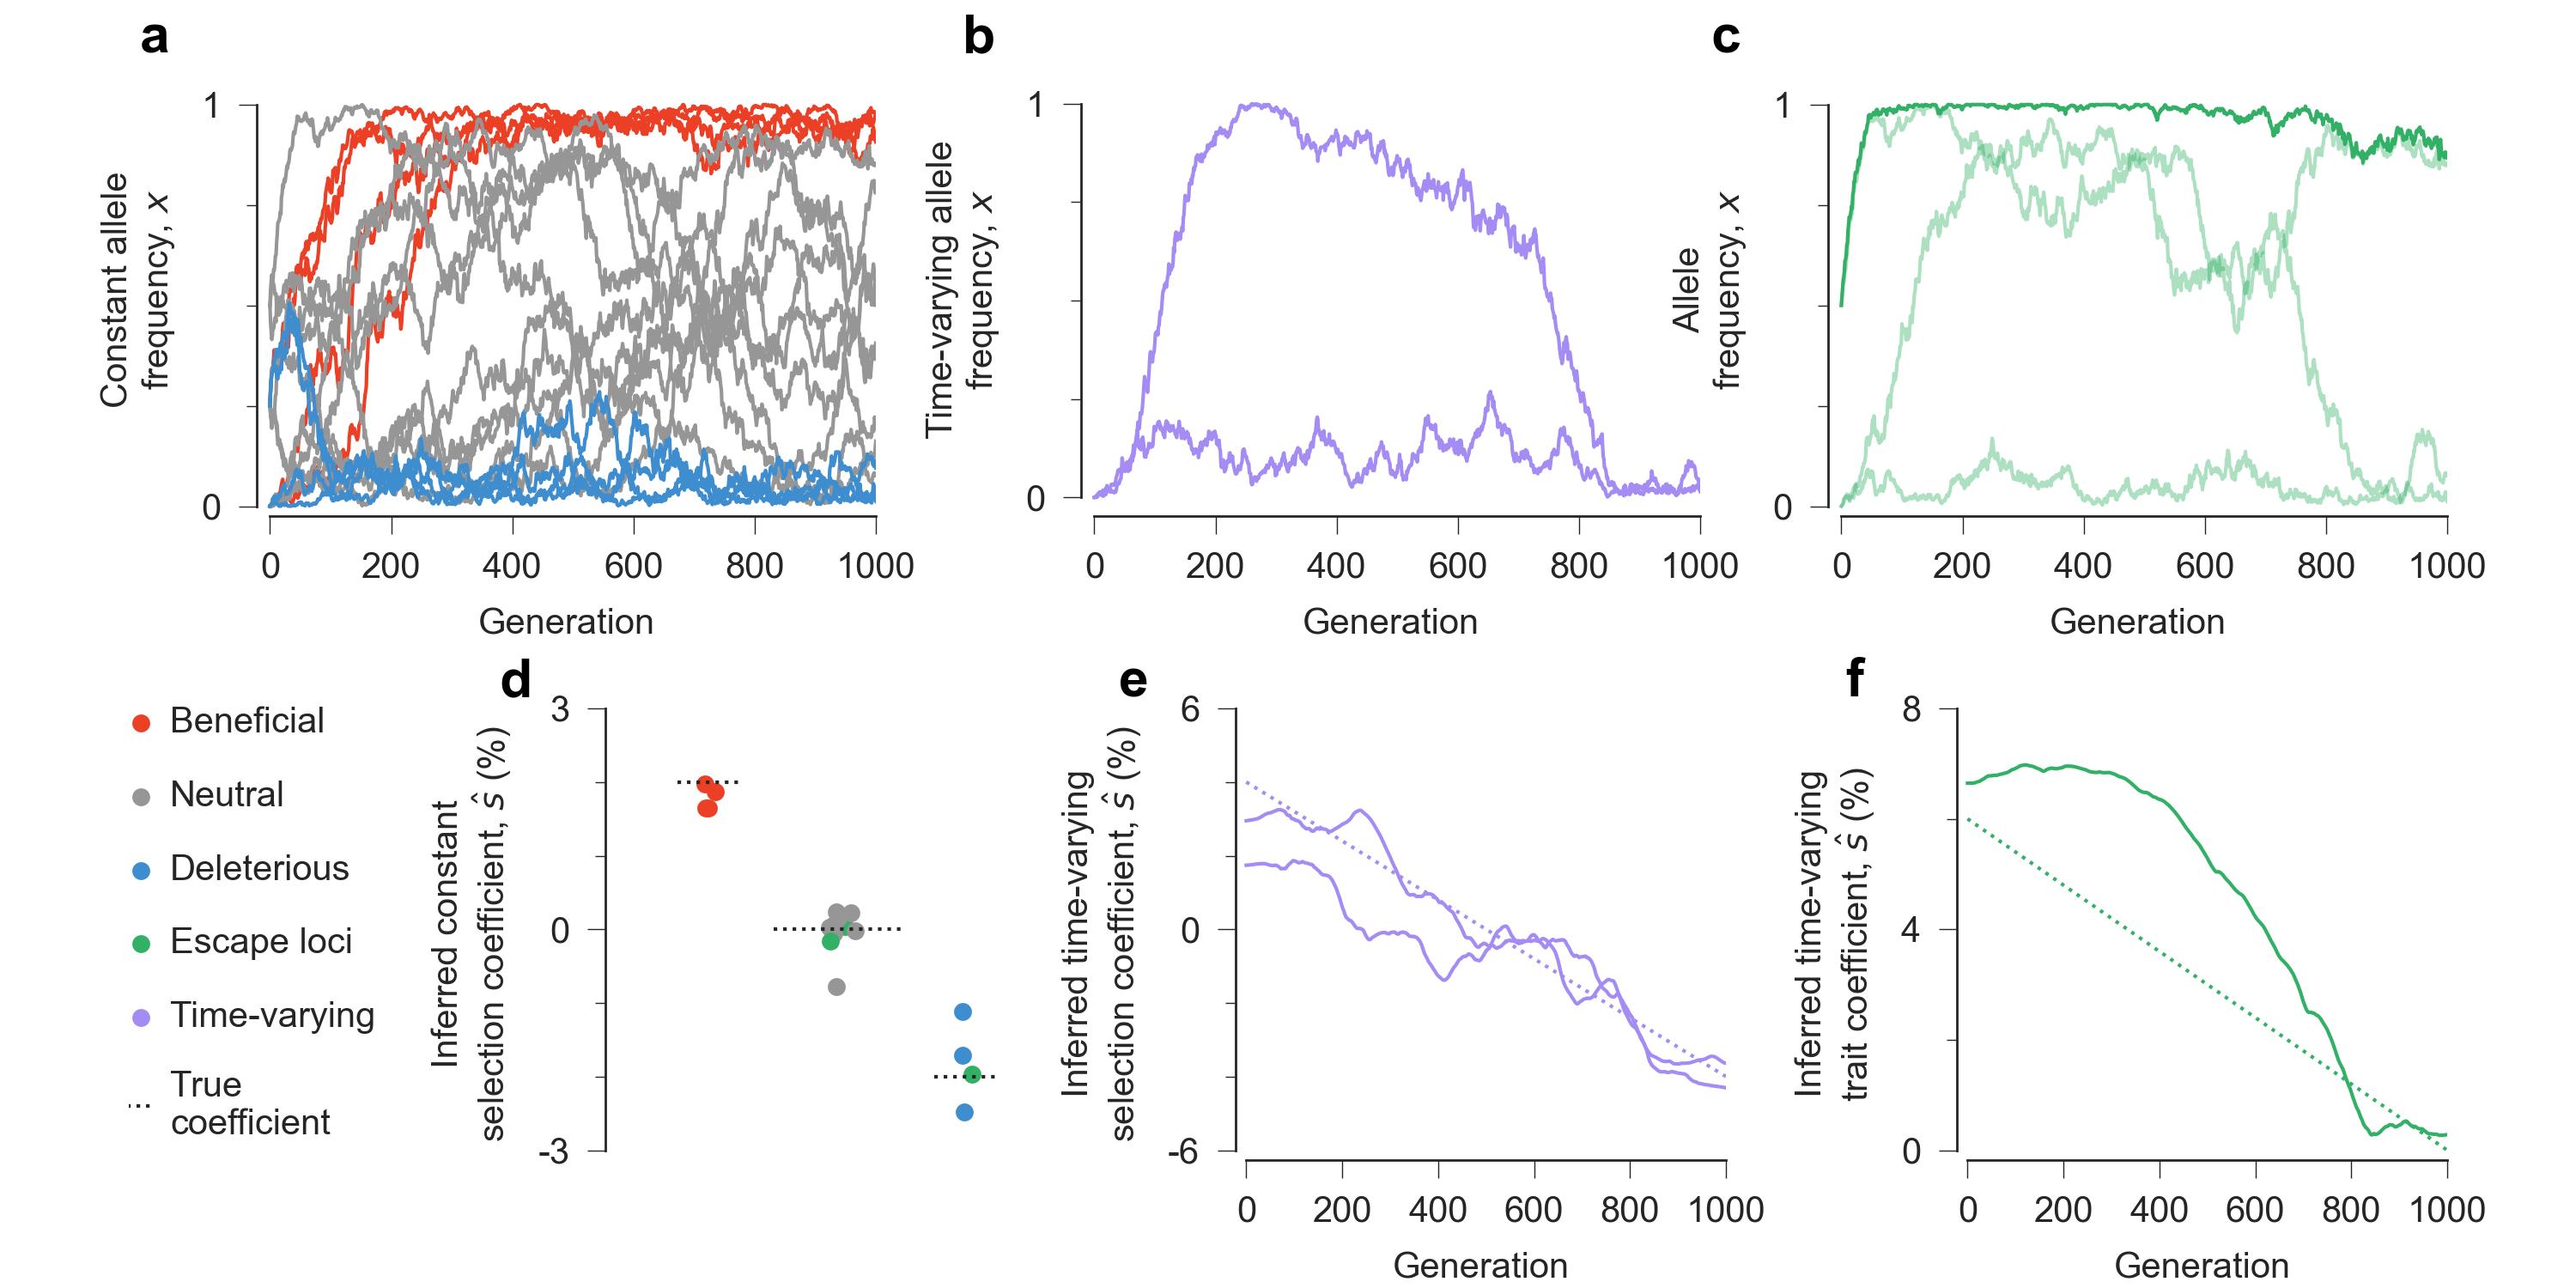 a
1
0
Constant allele
frequency, x
0 200 400 600 800 1000
Generation
b
1
0
Time-varying allele
frequency, x
0 200 400 600 800 1000
Generation
c
1
0
Allele
frequency, x
0 200 400 600 800 1000
Generation
Beneficial
Neutral
Deleterious
Escape loci
Time-varying
True
coefficient
d
3
0
-3
Inferred constant
selection coefficient, ŝ (%)
e
6
0
-6
Inferred time-varying
selection coefficient, ŝ (%)
0 200 400 600 800 1000
Generation
f
8
4
0
Inferred time-varying
trait coefficient, ŝ (%)
0 200 400 600 800 1000
Generation